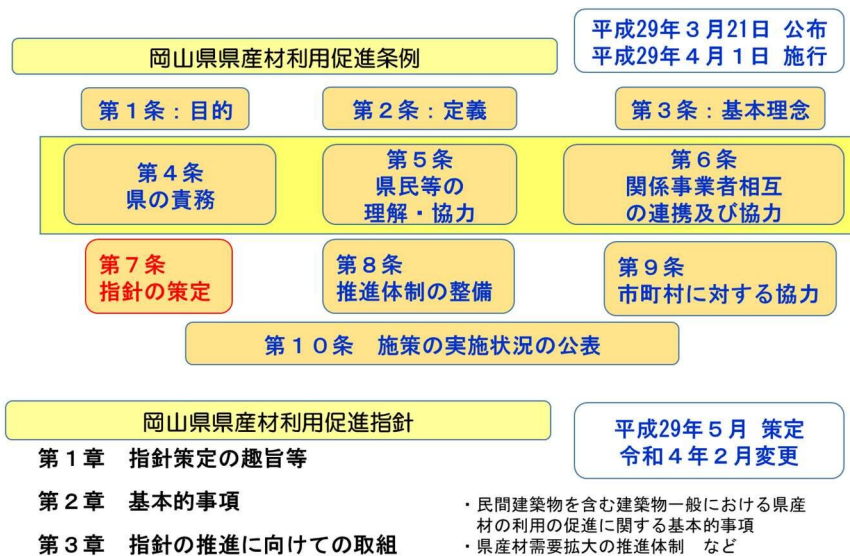 岡山県県産材利用促進条例
平成29年３月21日 公布
平成29年４月１日 施行
第１条：目的
第２条：定義
第３条：基本理念
第４条
県の責務
第５条
県民等の
理解・協力
第６条
関係事業者相互
の連携及び協力
第７条
指針の策定
第８条
推進体制の整備
第９条
市町村に対する協力
第１０条　施策の実施状況の公表
岡山県県産材利用促進指針
平成29年５月 策定
令和４年２月変更
第１章　指針策定の趣旨等
第２章　基本的事項
第３章　指針の推進に向けての取組
・民間建築物を含む建築物一般における県産
材の利用の促進に関する基本的事項
・県産材需要拡大の推進体制　など